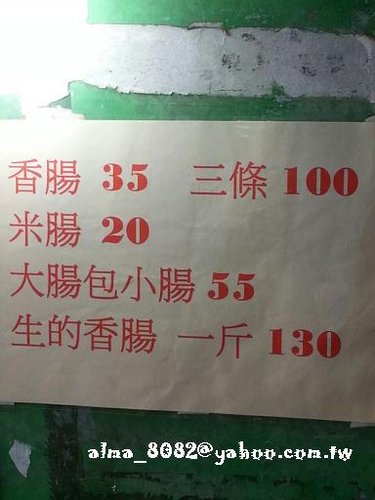 香腸 35 三條 100
米腸 20
大腸包小腸 55
生的香腸 一斤 130
alma_8082@yahoo.com.tw